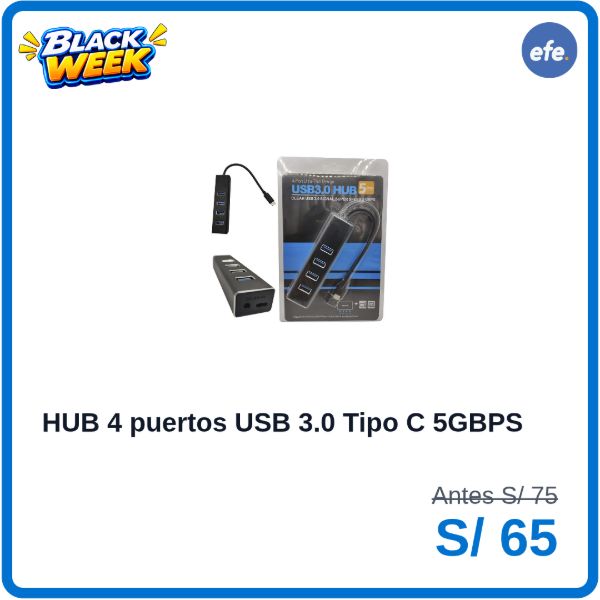 BLACK
WEEK
efe.
USB3.0 HUB
HUB 4 puertos USB 3.0 Tipo C 5GBPS
Antes S/ 75
S/ 65